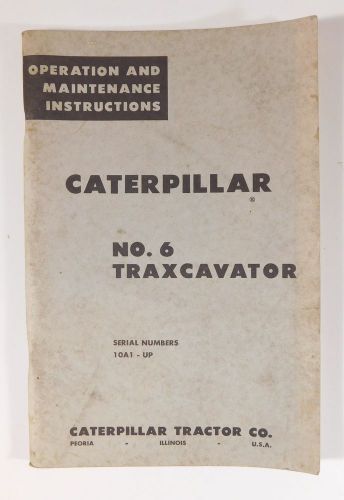 OPERATION AND
MAINTENANCE
INSTRUCTIONS
CATERPILLAR
®
NO. 6
TRAXCAVATOR
SERIAL NUMBERS
10A1 - UP
CATERPILLAR TRACTOR CO.
PEORIA - ILLINOIS - U.S.A.